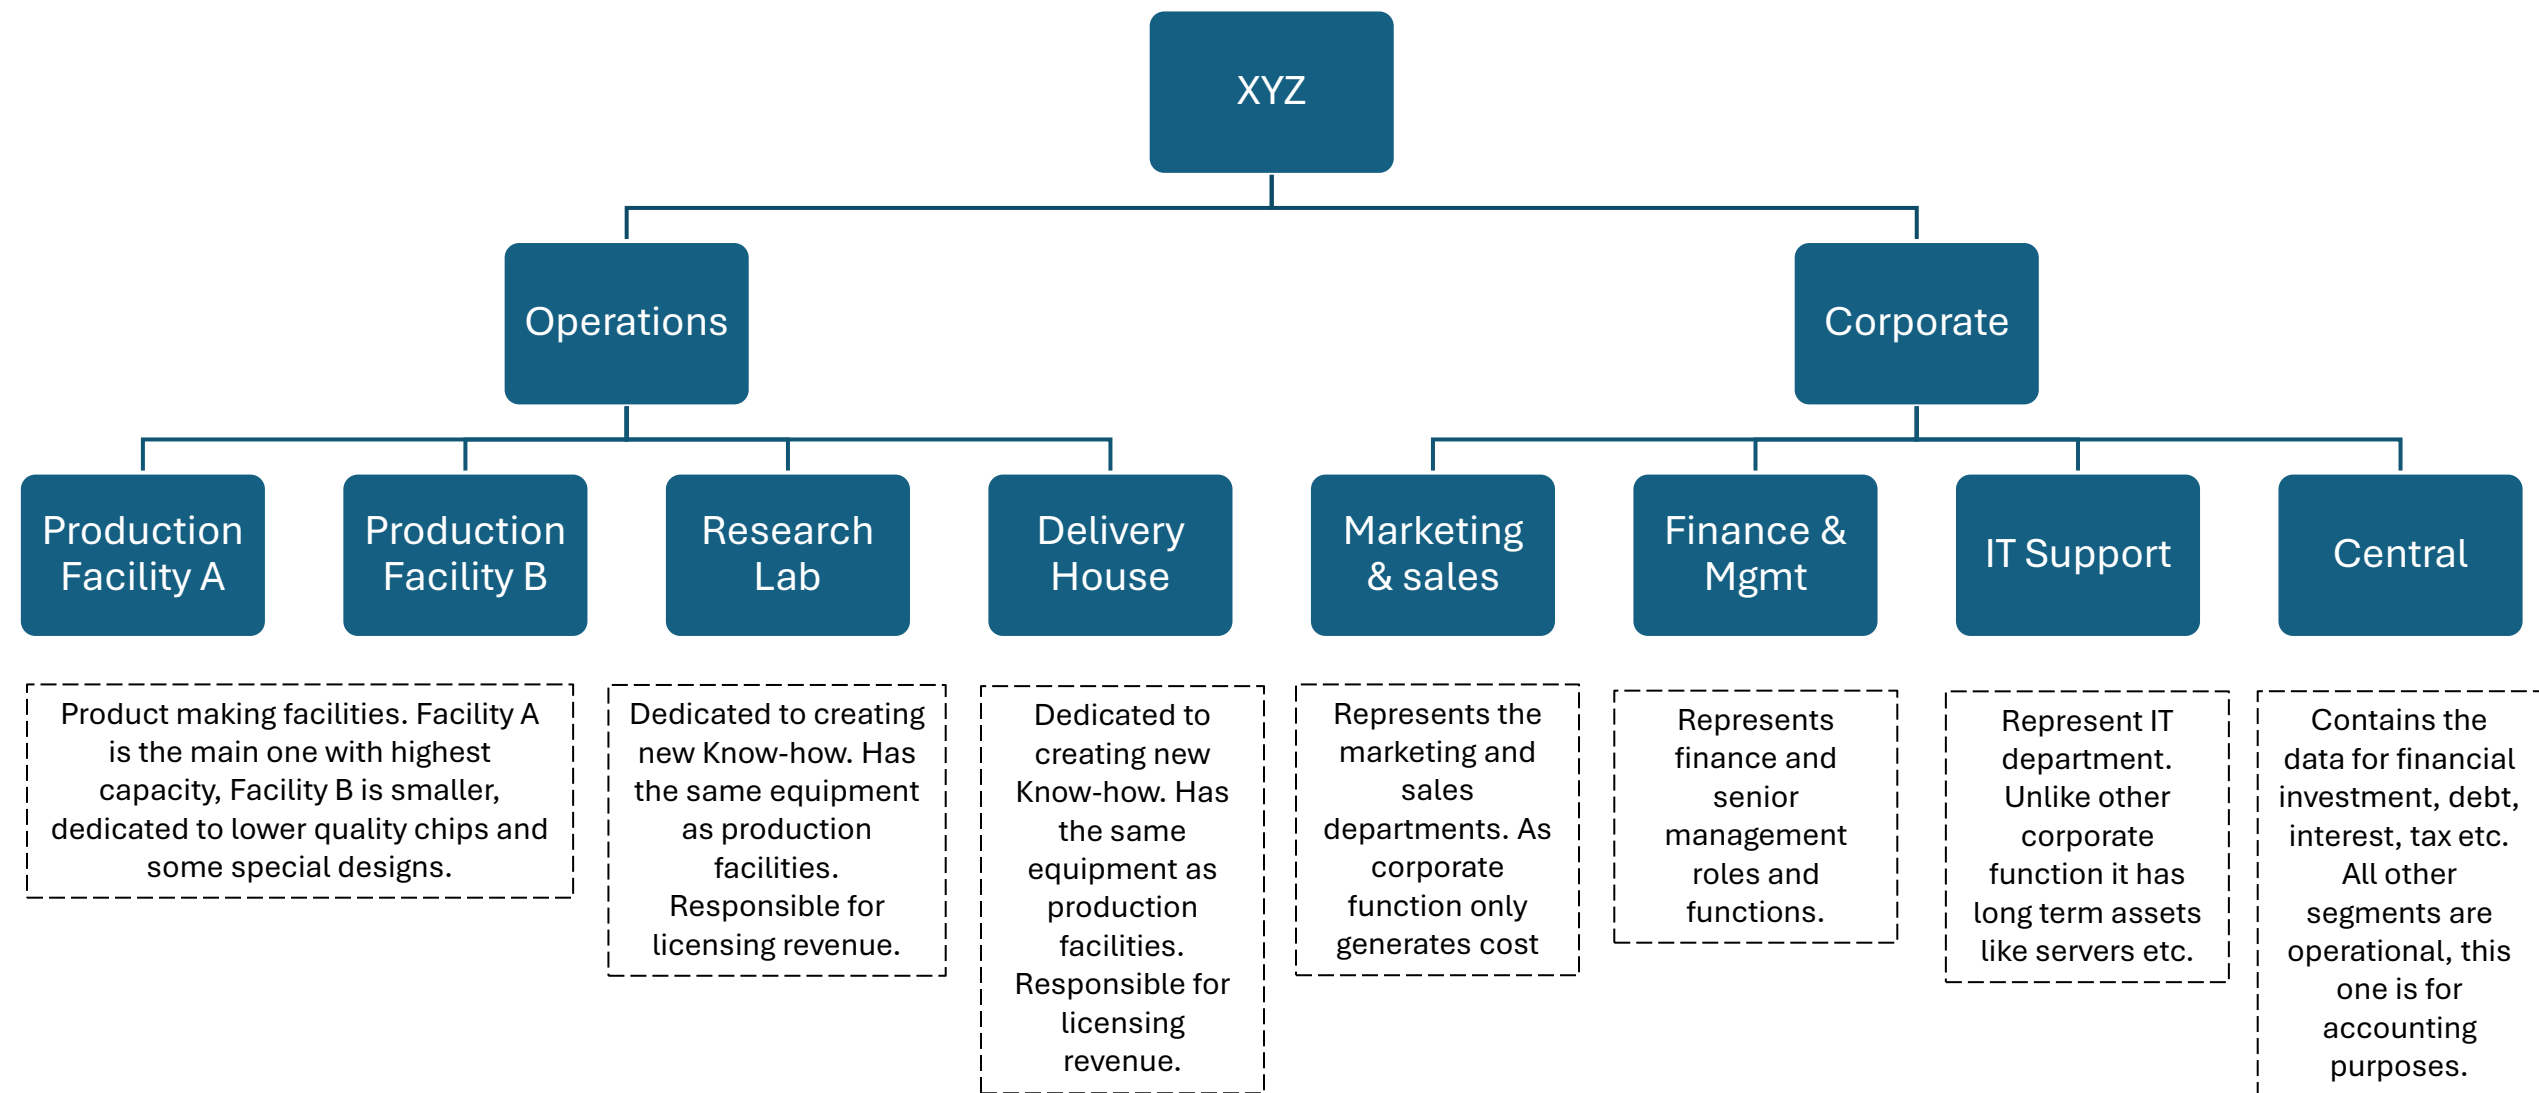 XYZ
Operations
Corporate
Production
Facility A
Production
Facility B
Research
Lab
Delivery
House
Marketing
& sales
Finance &
Mgmt
IT Support
Central
Product making facilities. Facility A
is the main one with highest
capacity, Facility B is smaller,
dedicated to lower quality chips and
some special designs.
Dedicated to creating
new Know-how. Has
the same equipment
as production
facilities.
Responsible for
licensing revenue.
Dedicated to
creating new
Know-how. Has
the same
equipment as
production
facilities.
Responsible for
licensing
revenue.
Represents the
marketing and
sales
departments. As
corporate
function only
generates cost
Represents
finance and
senior
management
roles and
functions.
Represent IT
department.
Unlike other
corporate
function it has
long term assets
like servers etc.
Contains the
data for financial
investment, debt,
interest, tax etc.
All other
segments are
operational, this
one is for
accounting
purposes.